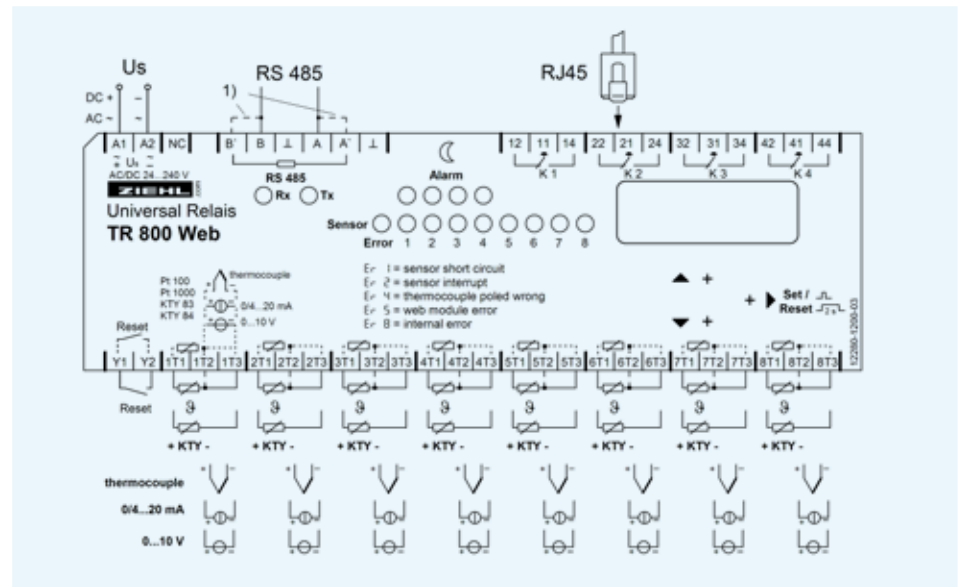 Us
RS 485
RJ45
DC + –
AC ~ ~
1)
A1 A2 NC B' B ⊥ A A' ⊥ 12 11 14 22 21 24 32 31 34 42 41 44
Us
AC/DC 24...240 V
K 1 K 2 K 3 K 4
ZIEHL .com
RS 485
Rx Tx
Alarm
Universal Relais
TR 800 Web
Sensor
Error 1 2 3 4 5 6 7 8
Er 1 = sensor short circuit
Er 2 = sensor interrupt
Er 4 = thermocouple poled wrong
Er 5 = web module error
Er 8 = internal error
Pt 100
Pt 1000
KTY 83
KTY 84
thermocouple
0/4...20 mA
0...10 V
▲ +
+ ▶ Set /
Reset 2 s
▼ +
52280-1200-03
Reset
Y1 Y2 1T1 1T2 1T3 2T1 2T2 2T3 3T1 3T2 3T3 4T1 4T2 4T3 5T1 5T2 5T3 6T1 6T2 6T3 7T1 7T2 7T3 8T1 8T2 8T3
Reset
ϑ ϑ ϑ ϑ ϑ ϑ ϑ ϑ
+ KTY - + KTY - + KTY - + KTY - + KTY - + KTY - + KTY - + KTY -
thermocouple + – + – + – + – + – + – + – + –
0/4...20 mA + – + – + – + – + – + – + – + –
0...10 V + – + – + – + – + – + – + – + –